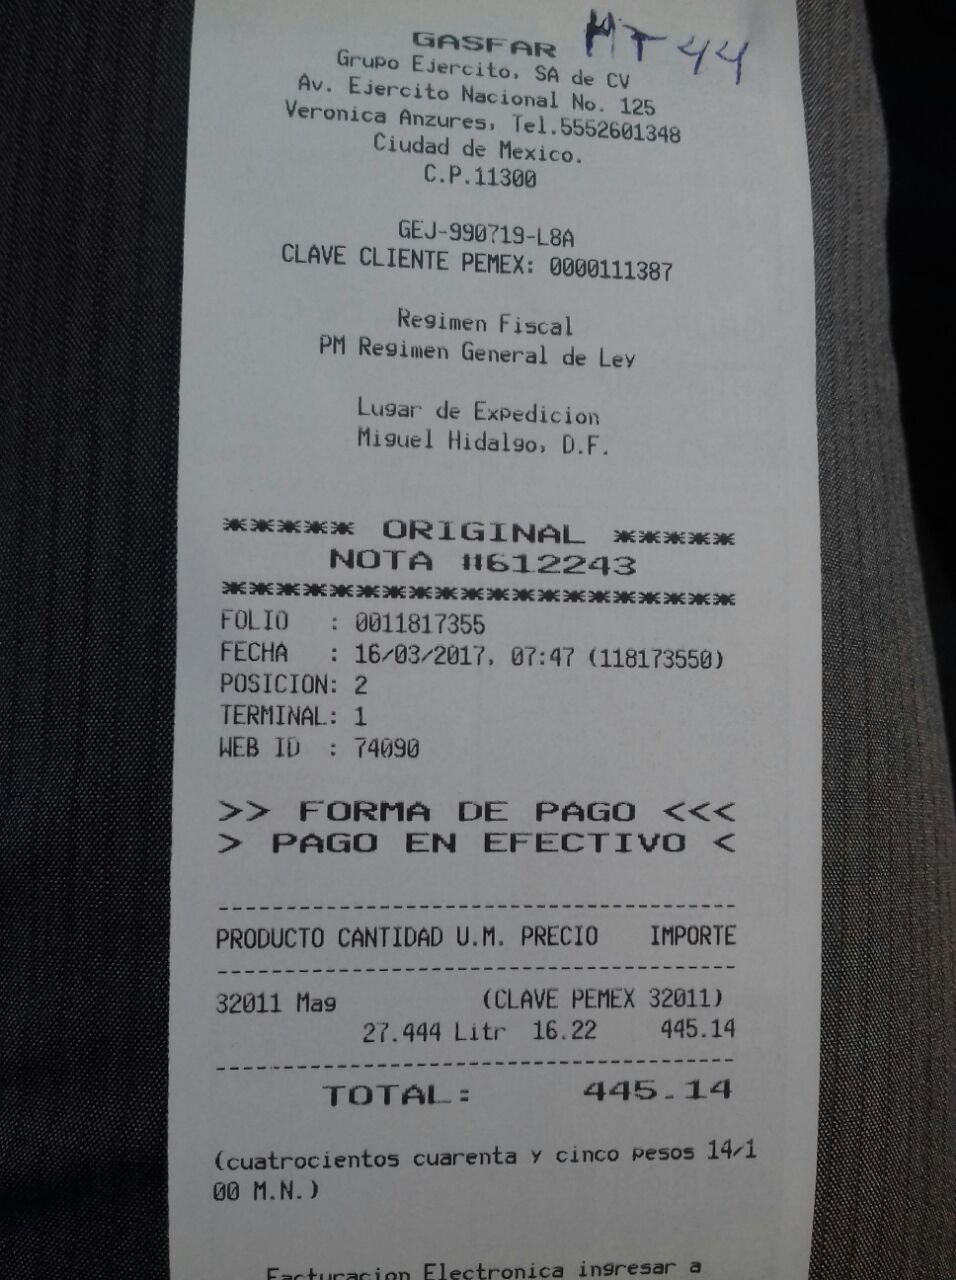 GASFAR MT 44
Grupo Ejercito, SA de CV
Av. Ejercito Nacional No. 125
Veronica Anzures, Tel.5552601348
Ciudad de Mexico.
C.P.11300
GEJ-990719-L8A
CLAVE CLIENTE PEMEX: 0000111387
Regimen Fiscal
PM Regimen General de Ley
Lugar de Expedicion
Miguel Hidalgo, D.F.
***** ORIGINAL *****
NOTA #612243
*******************
FOLIO : 0011817355
FECHA : 16/03/2017, 07:47 (118173550)
POSICION: 2
TERMINAL: 1
WEB ID : 74090
>> FORMA DE PAGO <<<
> PAGO EN EFECTIVO <
---------------------------------------
PRODUCTO CANTIDAD U.M. PRECIO IMPORTE
---------------------------------------
32011 Mag (CLAVE PEMEX 32011)
27.444 Litr 16.22 445.14
---------------------------------------
TOTAL: 445.14
(cuatrocientos cuarenta y cinco pesos 14/1
00 M.N.)
Facturacion Electronica ingresar a